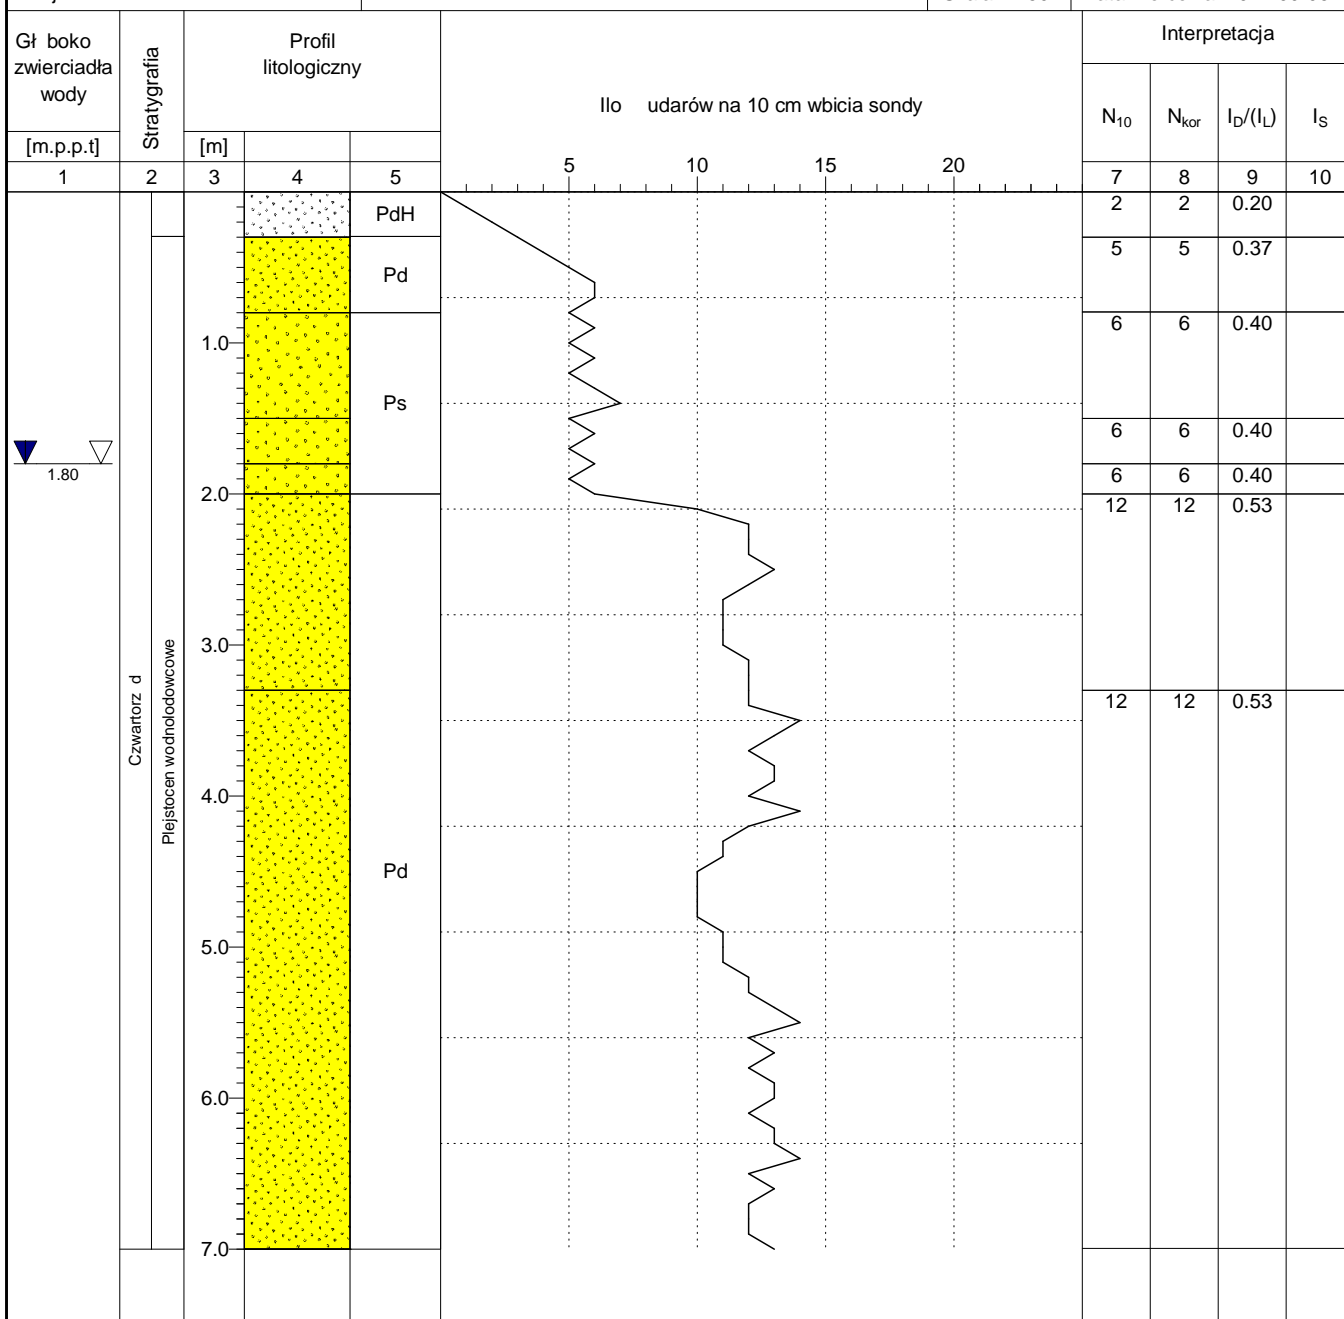 Gł boko
zwierciadła
wody
[m.p.p.t]
Stratygrafia
Profil
litologiczny
[m]
Ilo udarów na 10 cm wbicia sondy
Interpretacja
N10 Nkor ID/(IL) IS
5 10 15 20
1 2 3 4 5 7 8 9 10
PdH 2 2 0.20
Pd 5 5 0.37
6 6 0.40
1.0
Ps
6 6 0.40
1.80
6 6 0.40
2.0
12 12 0.53
3.0
12 12 0.53
Czwartorz d
Plejstocen wodnolodowcowe
4.0
Pd
5.0
6.0
7.0